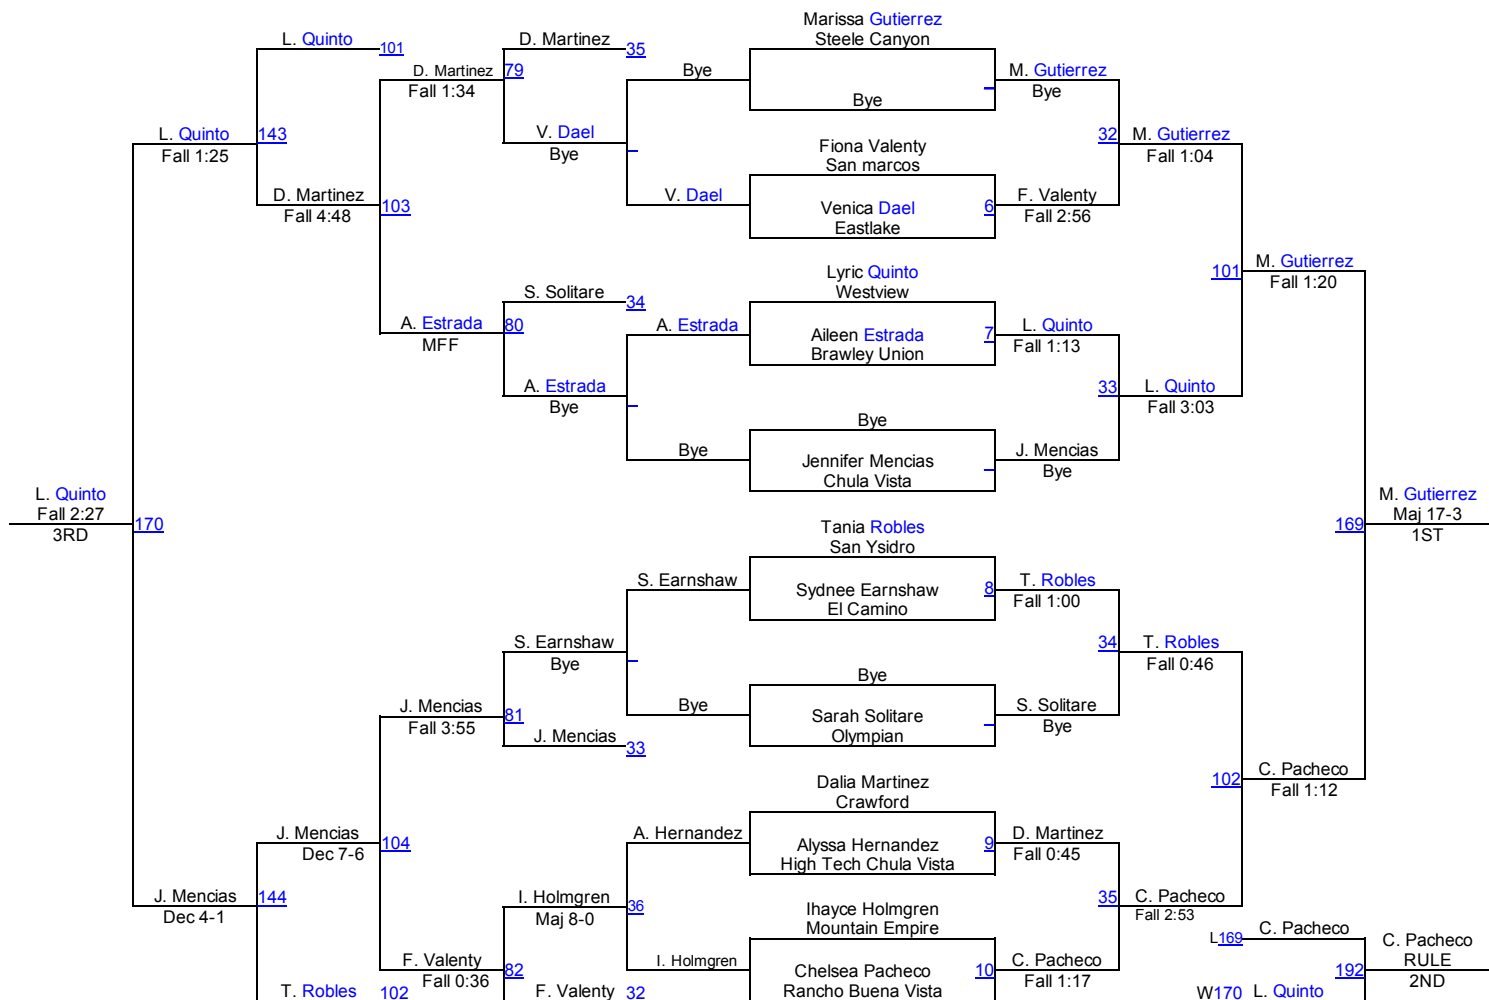 Marissa Gutierrez
L. Quinto 101 D. Martinez 35 Steele Canyon
D. Martinez 79 Bye M. Gutierrez
Fall 1:34 Bye Bye
L. Quinto 143 V. Dael 32 M. Gutierrez
Fall 1:25 Bye Fiona Valenty Fall 1:04
San marcos
D. Martinez 103 V. Dael Venica Dael 6 F. Valenty
Fall 4:48 Eastlake Fall 2:56
Lyric Quinto 101 M. Gutierrez
S. Solitare 34 Westview Fall 1:20
A. Estrada 80 A. Estrada Aileen Estrada 7 L. Quinto
MFF Brawley Union Fall 1:13
A. Estrada 33 L. Quinto
Bye Fall 3:03
Bye
Bye Jennifer Mencias J. Mencias
Chula Vista Bye
L. Quinto M. Gutierrez
Fall 2:27 170 Tania Robles 169 Maj 17-3
3RD San Ysidro 1ST
S. Earnshaw Sydnee Earnshaw 8 T. Robles
El Camino Fall 1:00
S. Earnshaw 34 T. Robles
Bye Fall 0:46
Bye
J. Mencias 81 Bye Sarah Solitare S. Solitare
Fall 3:55 J. Mencias 33 Olympian Bye
Dalia Martinez 102 C. Pacheco
Crawford Fall 1:12
J. Mencias 104 A. Hernandez Alyssa Hernandez 9 D. Martinez
Dec 7-6 High Tech Chula Vista Fall 0:45
J. Mencias 144 I. Holmgren 36 35 C. Pacheco
Dec 4-1 Maj 8-0 Ihayce Holmgren Fall 2:53
Mountain Empire L169 C. Pacheco C. Pacheco
F. Valenty 82 I. Holmgren Chelsea Pacheco 10 C. Pacheco 192 RULE
Fall 0:36 Rancho Buena Vista Fall 1:17 2ND
T. Robles 102 F. Valenty 32 W170 L. Quinto